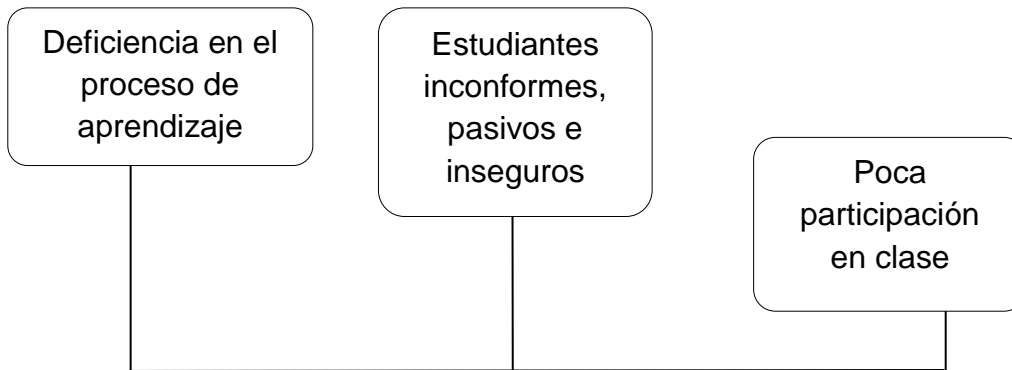 Deficiencia en el
proceso de
aprendizaje
Estudiantes
inconformes,
pasivos e
inseguros
Poca
participación
en clase